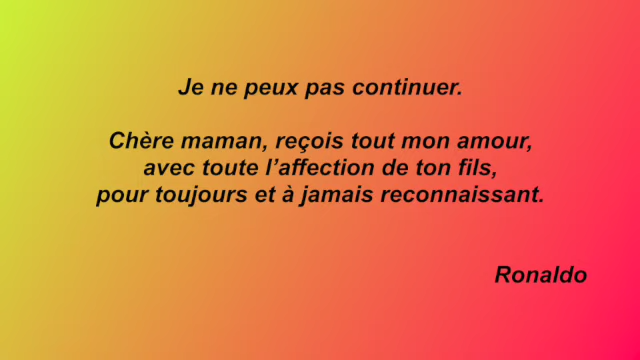 Je ne peux pas continuer.
Chère maman, reçois tout mon amour,
avec toute l’affection de ton fils,
pour toujours et à jamais reconnaissant.
Ronaldo